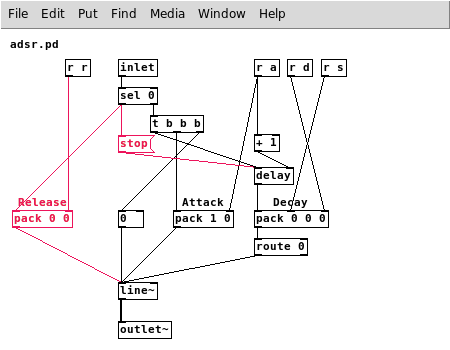 File Edit Put Find Media Window Help
adsr.pd
r r inlet r a r d r s
sel 0
t b b b
stop + 1
delay
Release Attack Decay
pack 0 0 0 pack 1 0 pack 0 0 0
route 0
line~
outlet~